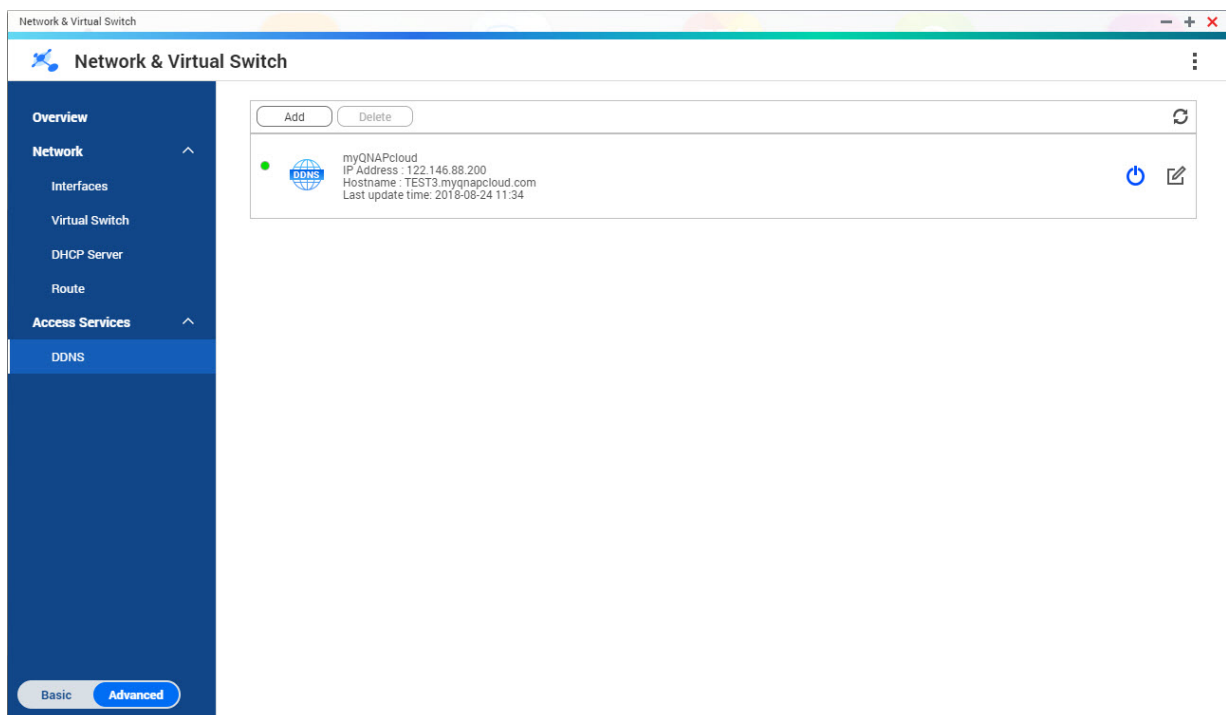 Network & Virtual Switch
Network & Virtual Switch
Overview
Network
Interfaces
Virtual Switch
DHCP Server
Route
Access Services
DDNS
Basic
Advanced
Add
Delete
DDNS
myQNAPcloud
IP Address : 122.146.88.200
Hostname : TEST3.myqnapcloud.com
Last update time: 2018-08-24 11:34